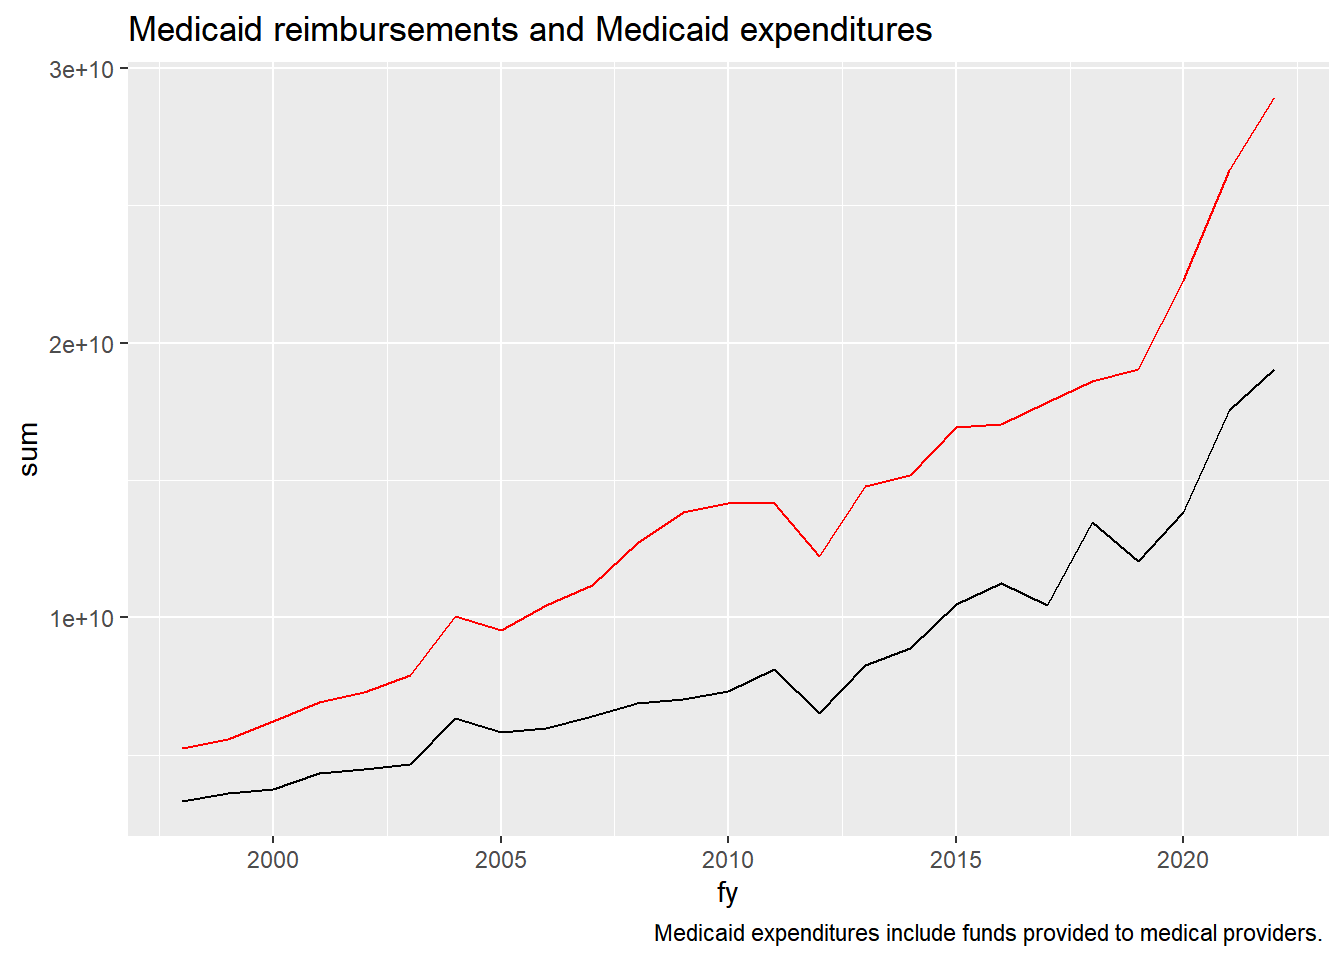 Medicaid reimbursements and Medicaid expenditures
3e+10
2e+10
1e+10
sum
2000 2005 2010 2015 2020
fy
Medicaid expenditures include funds provided to medical providers.